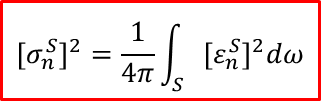 [σₙˢ]² = 1/4π ∫ₛ [εₙˢ]² dω